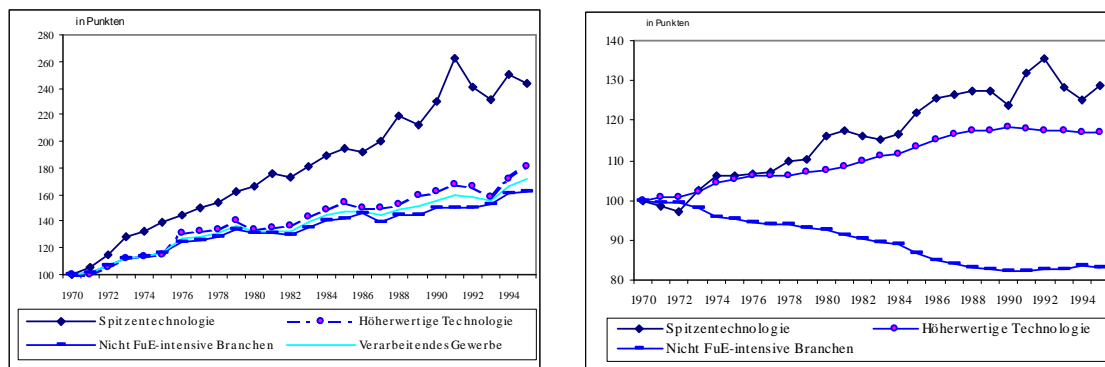 in Punkten
280
260
240
220
200
180
160
140
120
100
1970 1972 1974 1976 1978 1980 1982 1984 1986 1988 1990 1992 1994
Spitzentechnologie Höherwertige Technologie
Nicht FuE-intensive Branchen Verarbeitendes Gewerbe
in Punkten
140
130
120
110
100
90
80
1970 1972 1974 1976 1978 1980 1982 1984 1986 1988 1990 1992 1994
Spitzentechnologie Höherwertige Technologie
Nicht FuE-intensive Branchen